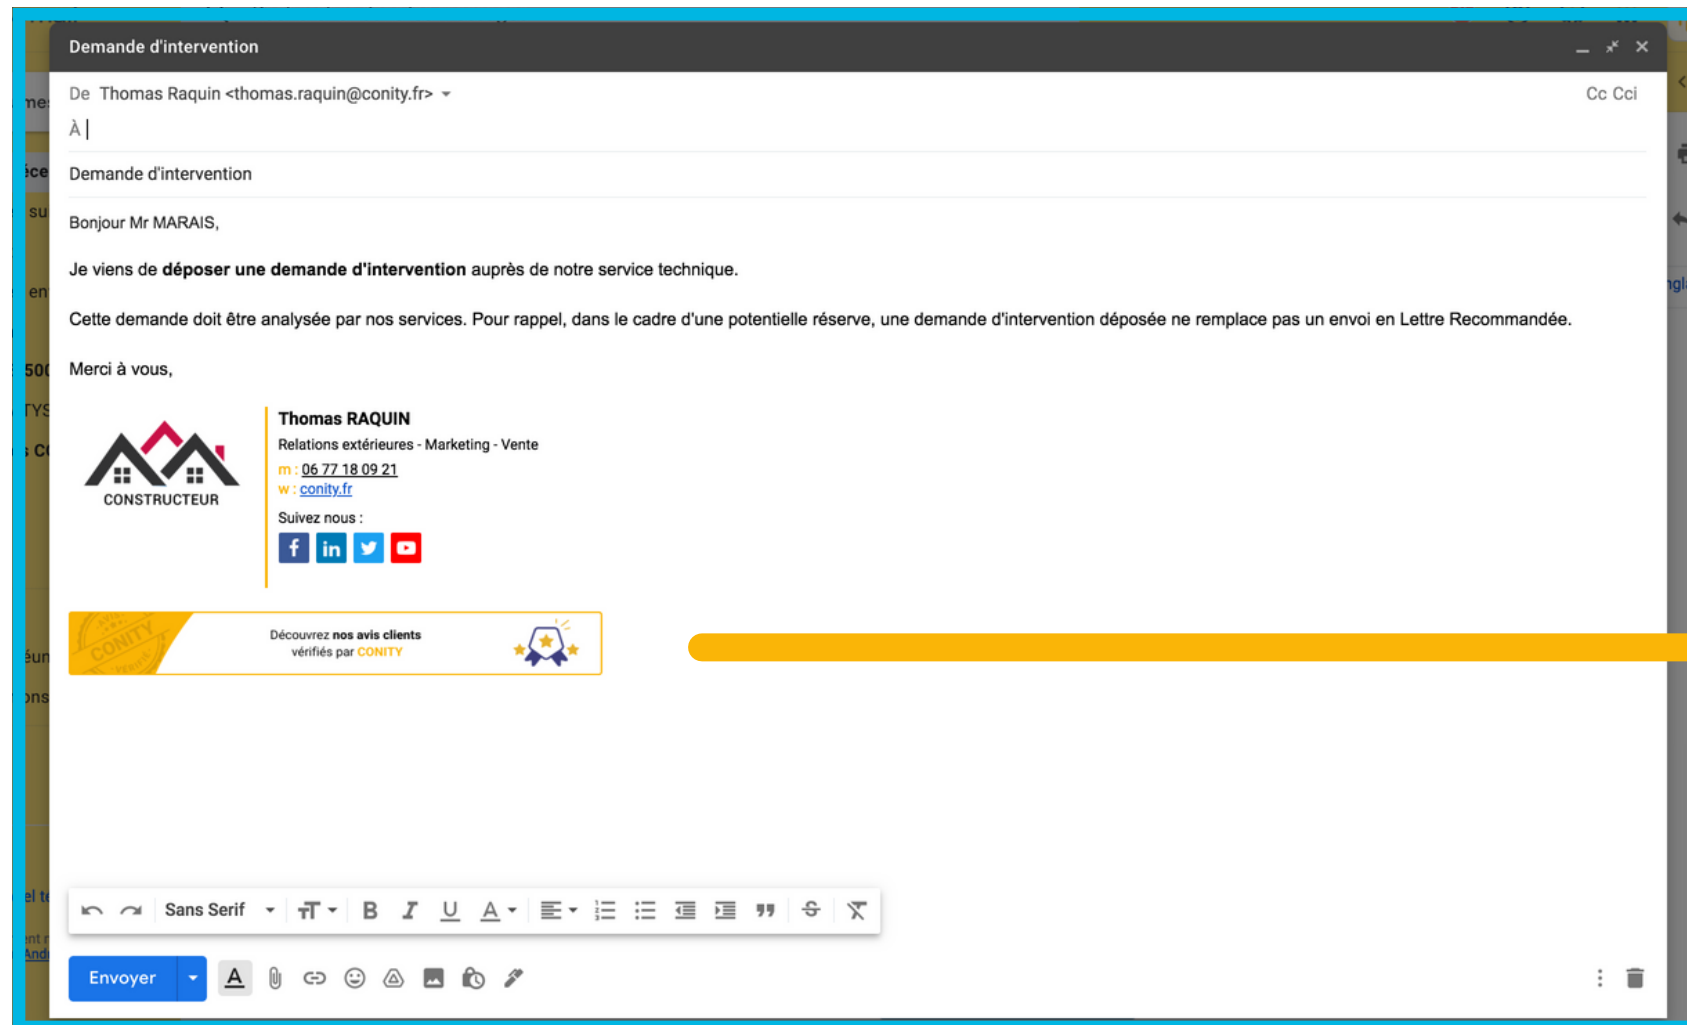 Demande d'intervention
De Thomas Raquin <thomas.raquin@conity.fr>
Cc Cci
À
Demande d'intervention
Bonjour Mr MARAIS,
Je viens de déposer une demande d'intervention auprès de notre service technique.
Cette demande doit être analysée par nos services. Pour rappel, dans le cadre d'une potentielle réserve, une demande d'intervention déposée ne remplace pas un envoi en Lettre Recommandée.
Merci à vous,
CONSTRUCTEUR
Thomas RAQUIN
Relations extérieures - Marketing - Vente
m : 06 77 18 09 21
w : conity.fr
Suivez nous :
CONITY
Découvrez nos avis clients
vérifiés par CONITY
Sans Serif
Envoyer